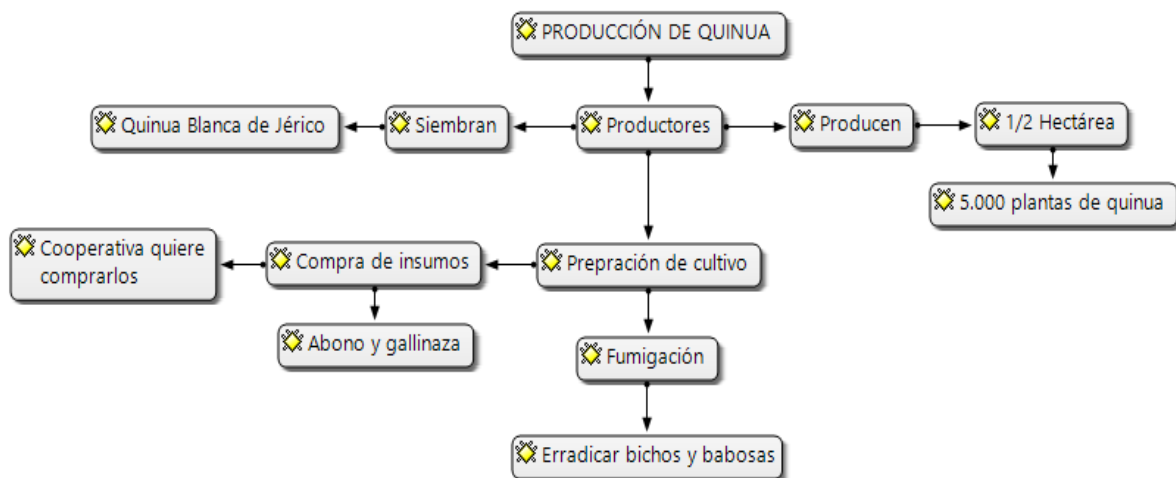 PRODUCCIÓN DE QUINUA
Quinua Blanca de Jérico
Siembran
Productores
Producen
1/2 Hectárea
5.000 plantas de quinua
Cooperativa quiere
comprarlos
Compra de insumos
Prepración de cultivo
Abono y gallinaza
Fumigación
Erradicar bichos y babosas